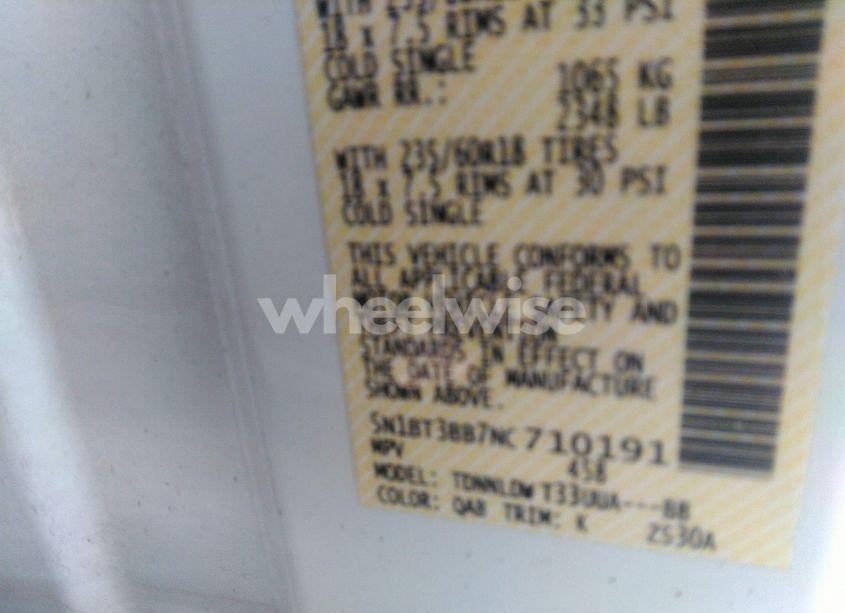 18 x 7.5 RIMS AT 33 PSI
COLD SINGLE
GAWR RR.: 1065 KG
2348 LB
WITH 235/60R18 TIRES
18 x 7.5 RIMS AT 30 PSI
COLD SINGLE
THIS VEHICLE CONFORMS TO
ALL APPLICABLE FEDERAL
AND
STANDARDS IN EFFECT ON
THE DATE OF MANUFACTURE
SHOWN ABOVE.
wheelwise
5N1BT3BB7NC710191
MPV 458
MODEL: T33UUA---BB
COLOR: QAB TRIM: K 2S30A